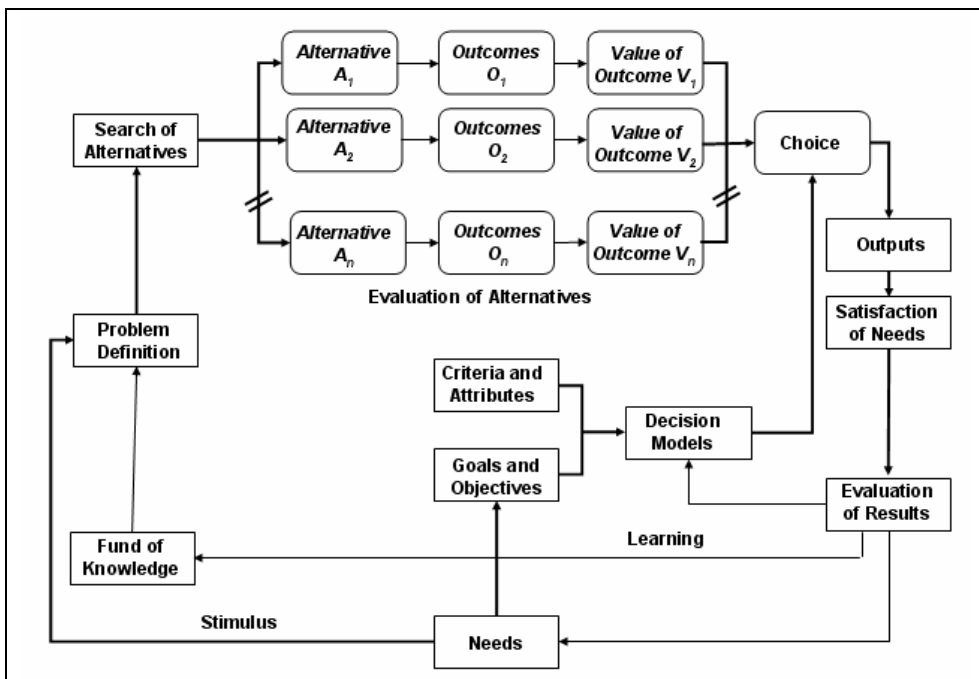 Alternative
A1
Outcomes
O1
Value of
Outcome V1
Search of
Alternatives
Alternative
A2
Outcomes
O2
Value of
Outcome V2
Choice
Alternative
An
Outcomes
On
Value of
Outcome Vn
Outputs
Evaluation of Alternatives
Satisfaction
of Needs
Problem
Definition
Criteria and
Attributes
Decision
Models
Goals and
Objectives
Evaluation
of Results
Fund of
Knowledge
Learning
Stimulus
Needs